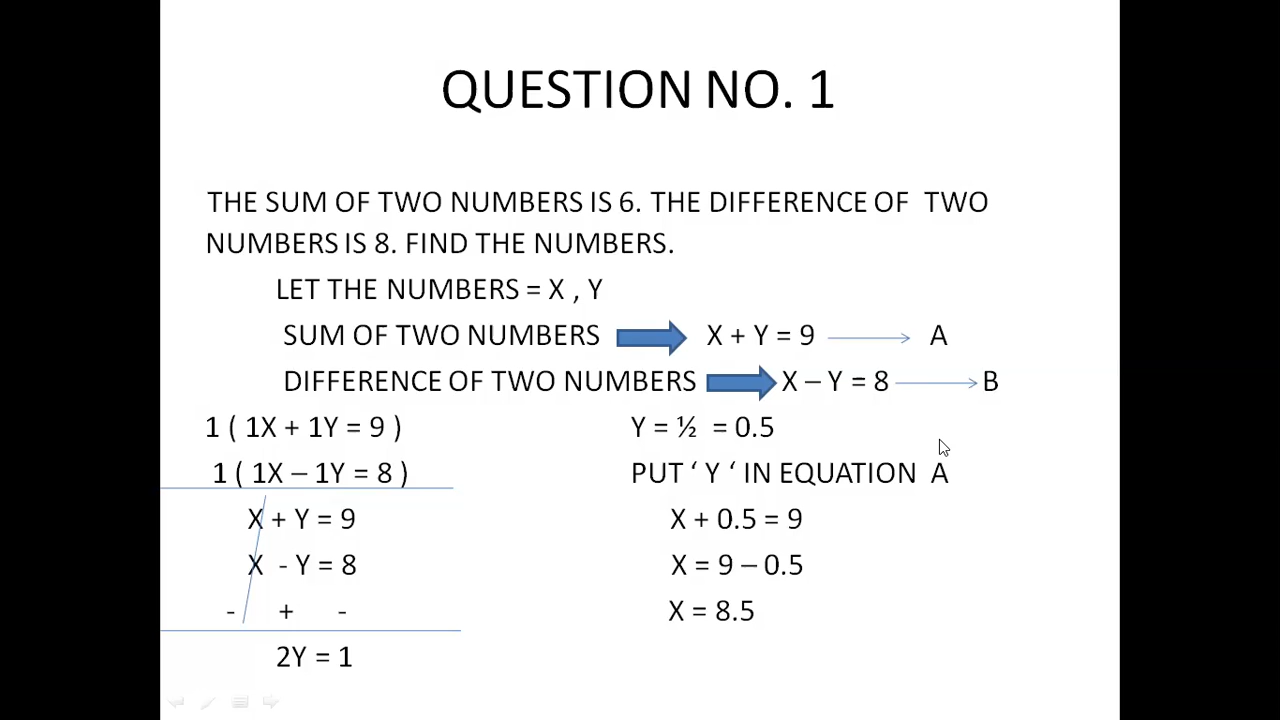 QUESTION NO. 1
THE SUM OF TWO NUMBERS IS 6. THE DIFFERENCE OF TWO
NUMBERS IS 8. FIND THE NUMBERS.
LET THE NUMBERS = X , Y
SUM OF TWO NUMBERS X + Y = 9 A
DIFFERENCE OF TWO NUMBERS X – Y = 8 B
1 ( 1X + 1Y = 9 )
1 ( 1X – 1Y = 8 )
X + Y = 9
X - Y = 8
- + -
2Y = 1
Y = ½ = 0.5
PUT ‘ Y ‘ IN EQUATION A
X + 0.5 = 9
X = 9 – 0.5
X = 8.5